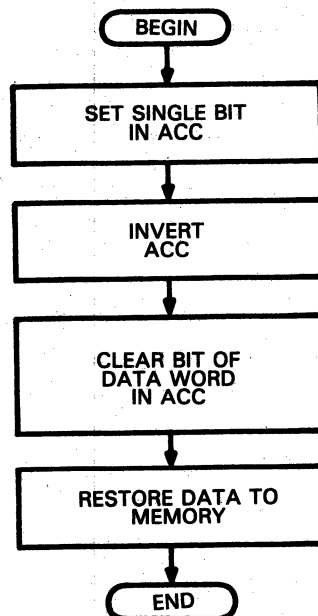 BEGIN
SET SINGLE BIT
IN ACC
INVERT
ACC
CLEAR BIT OF
DATA WORD
IN ACC
RESTORE DATA TO
MEMORY
END